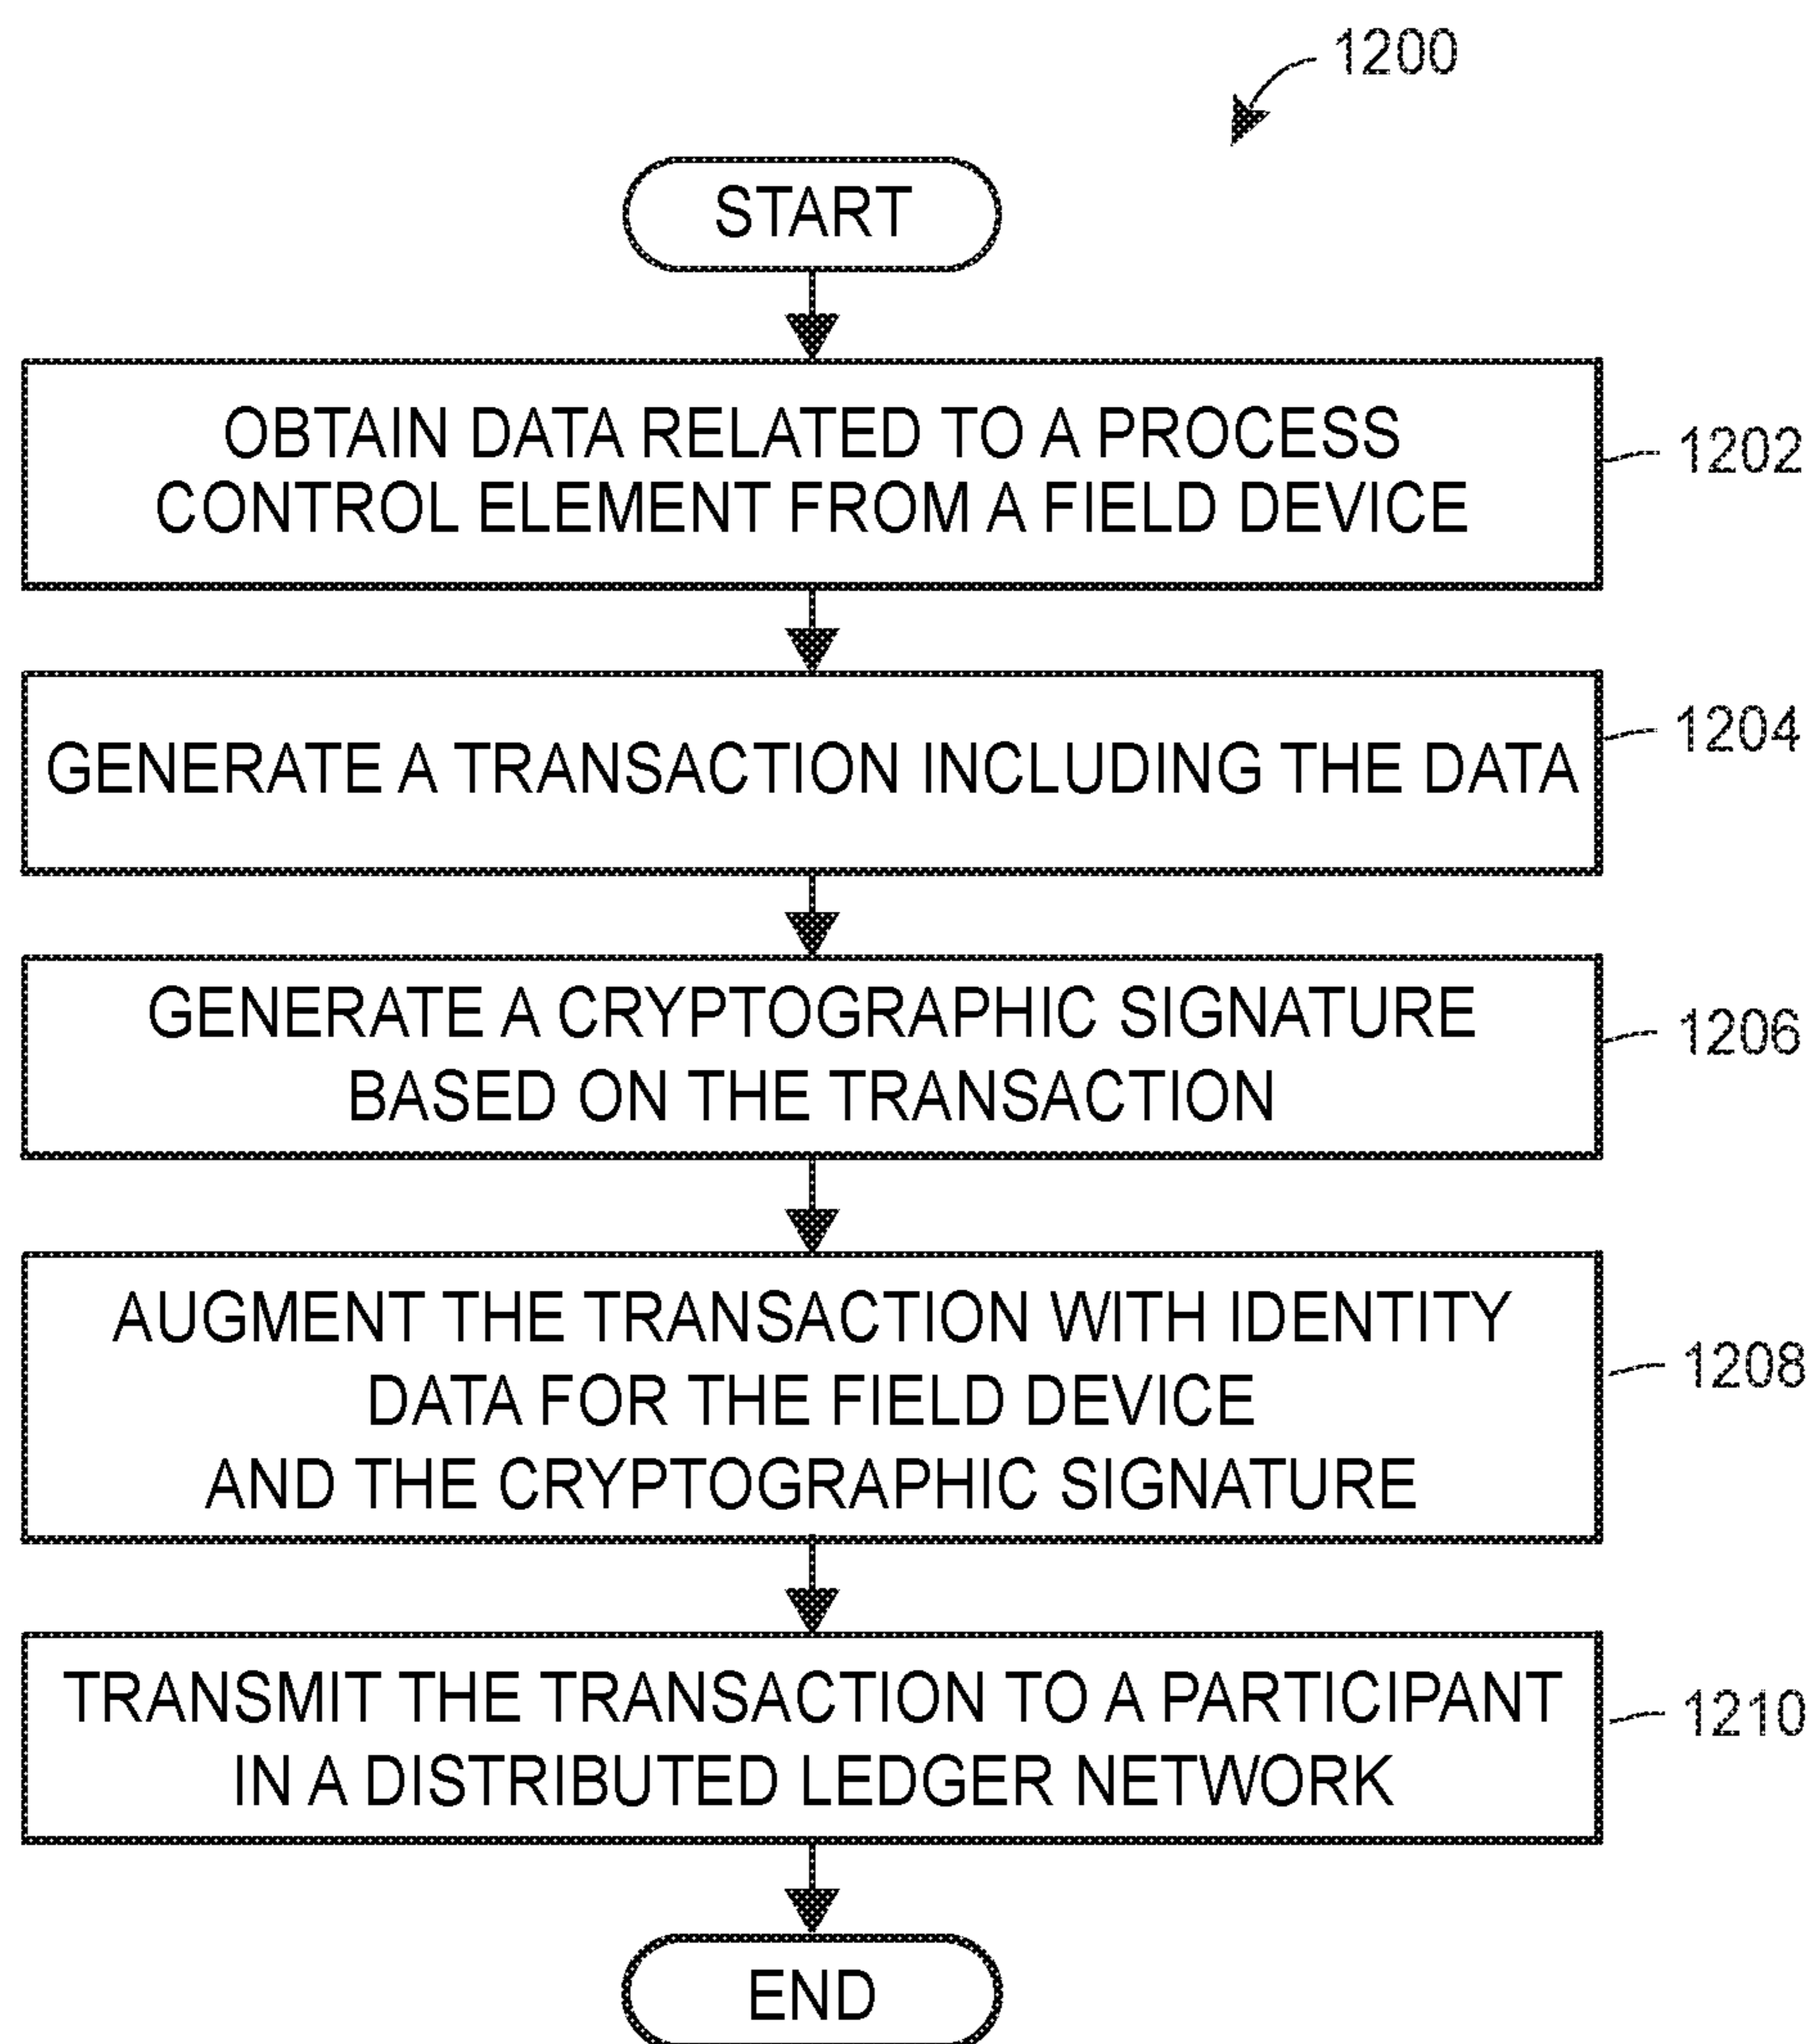 1200
START
OBTAIN DATA RELATED TO A PROCESS
CONTROL ELEMENT FROM A FIELD DEVICE
1202
GENERATE A TRANSACTION INCLUDING THE DATA
1204
GENERATE A CRYPTOGRAPHIC SIGNATURE
BASED ON THE TRANSACTION
1206
AUGMENT THE TRANSACTION WITH IDENTITY
DATA FOR THE FIELD DEVICE
AND THE CRYPTOGRAPHIC SIGNATURE
1208
TRANSMIT THE TRANSACTION TO A PARTICIPANT
IN A DISTRIBUTED LEDGER NETWORK
1210
END